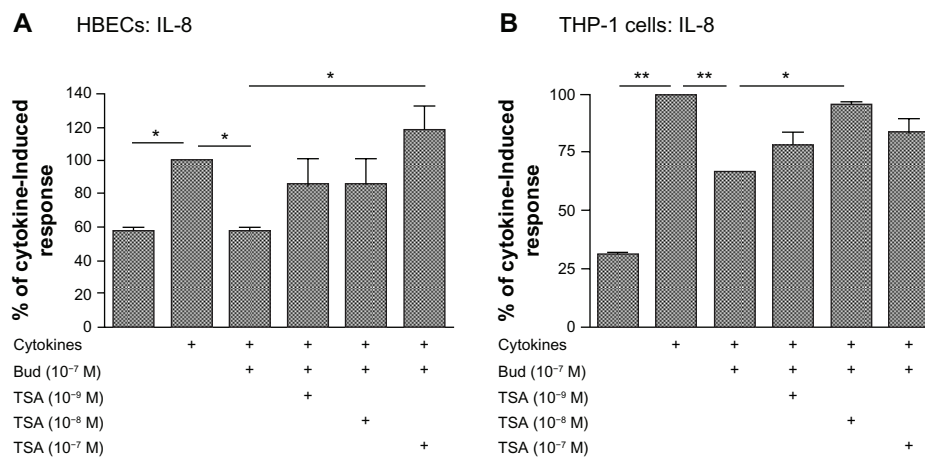 A HBECs: IL-8
*
*
*
% of cytokine-Induced
response
140
120
100
80
60
40
20
0
Cytokines + + + + +
Bud (10⁻⁷ M) + + + +
TSA (10⁻⁹ M) +
TSA (10⁻⁸ M) +
TSA (10⁻⁷ M) +
B THP-1 cells: IL-8
** ** *
% of cytokine-Induced
response
100
75
50
25
0
Cytokines + + + + +
Bud (10⁻⁷ M) + + + +
TSA (10⁻⁹ M) +
TSA (10⁻⁸ M) +
TSA (10⁻⁷ M) +